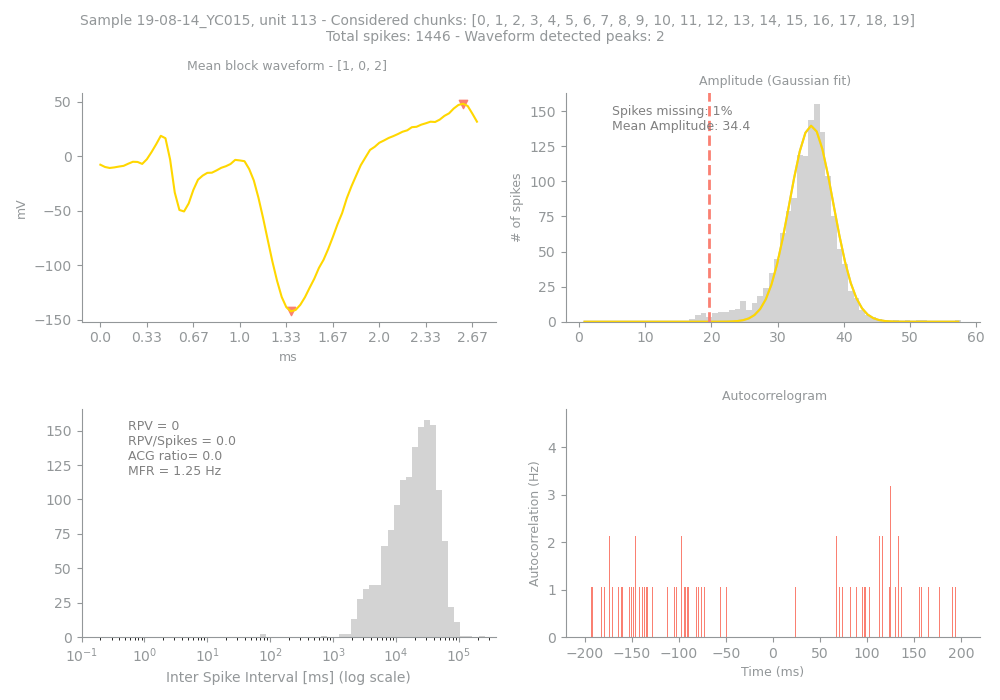 Sample 19-08-14_YC015, unit 113 - Considered chunks: [0, 1, 2, 3, 4, 5, 6, 7, 8, 9, 10, 11, 12, 13, 14, 15, 16, 17, 18, 19]
Total spikes: 1446 - Waveform detected peaks: 2
Mean block waveform - [1, 0, 2]
50
0
−50
−100
−150
mV
0.0 0.33 0.67 1.0 1.33 1.67 2.0 2.33 2.67
ms
Amplitude (Gaussian fit)
Spikes missing: 1%
Mean Amplitude: 34.4
150
125
100
75
50
25
0
# of spikes
0 10 20 30 40 50 60
RPV = 0
RPV/Spikes = 0.0
ACG ratio= 0.0
MFR = 1.25 Hz
150
125
100
75
50
25
0
10⁻¹ 10⁰ 10¹ 10² 10³ 10⁴ 10⁵
Inter Spike Interval [ms] (log scale)
Autocorrelogram
4
3
2
1
0
Autocorrelation (Hz)
−200 −150 −100 −50 0 50 100 150 200
Time (ms)